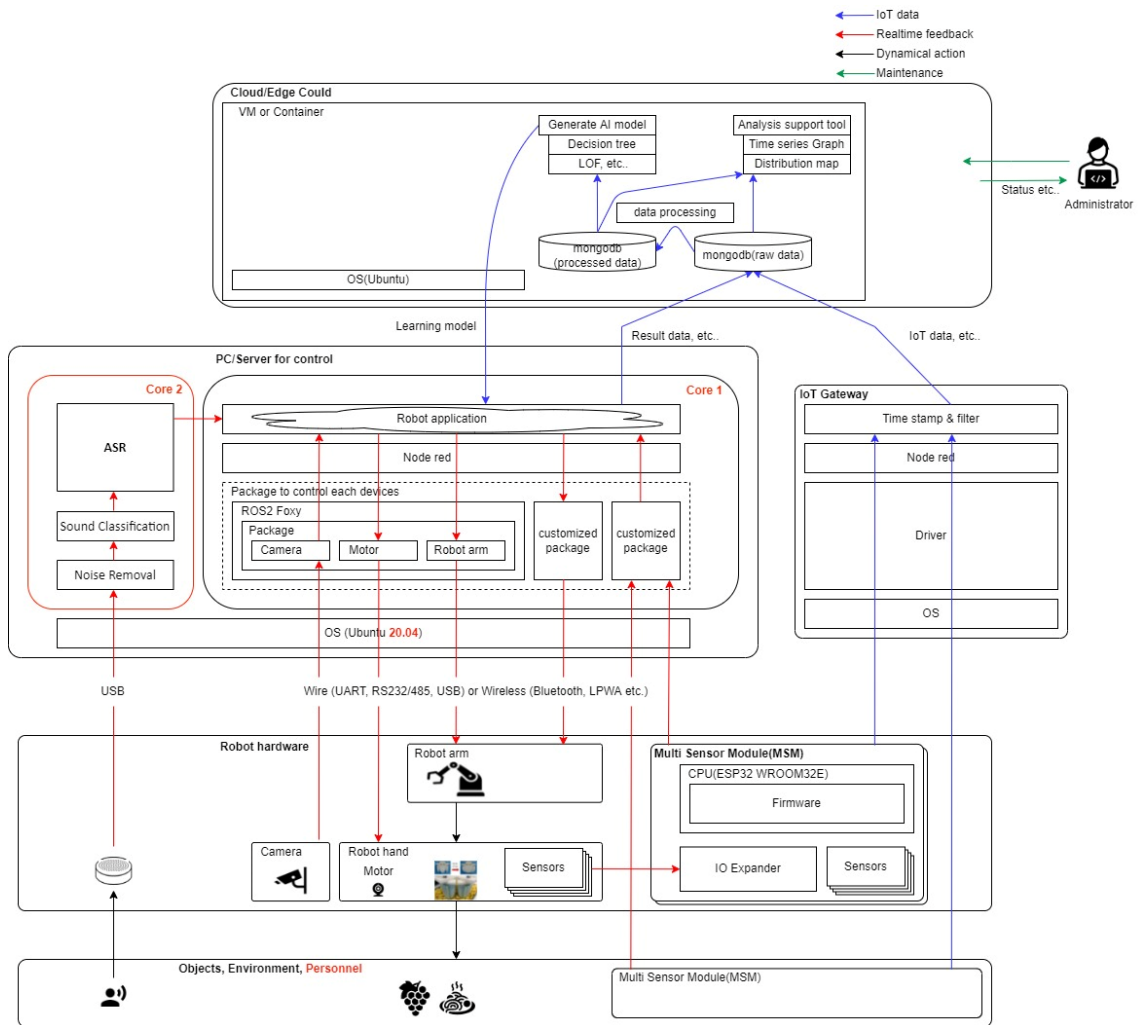 IoT data
Realtime feedback
Dynamical action
Maintenance
Cloud/Edge Could
VM or Container
Generate AI model
Decision tree
LOF, etc..
Analysis support tool
Time series Graph
Distribution map
data processing
mongodb
(processed data)
mongodb(raw data)
OS(Ubuntu)
Status etc..
Administrator
Learning model
Result data, etc..
IoT data, etc..
PC/Server for control
Core 2
Core 1
ASR
Sound Classification
Noise Removal
Robot application
Node red
Package to control each devices
ROS2 Foxy
Package
Camera
Motor
Robot arm
customized
package
customized
package
OS (Ubuntu 20.04)
IoT Gateway
Time stamp & filter
Node red
Driver
OS
USB
Wire (UART, RS232/485, USB) or Wireless (Bluetooth, LPWA etc.)
Robot hardware
Robot arm
Camera
Robot hand
Motor
Sensors
Multi Sensor Module(MSM)
CPU(ESP32 WROOM32E)
Firmware
IO Expander
Sensors
Objects, Environment, Personnel
Multi Sensor Module(MSM)